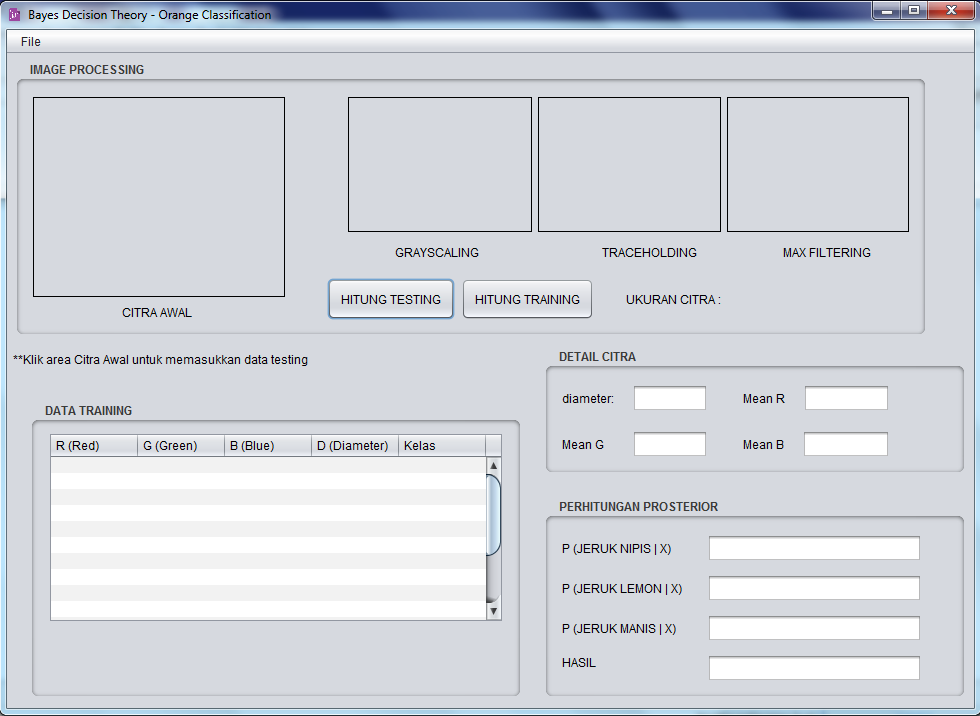 Bayes Decision Theory - Orange Classification
File
IMAGE PROCESSING
GRAYSCALING
TRACEHOLDING
MAX FILTERING
HITUNG TESTING
HITUNG TRAINING
UKURAN CITRA :
CITRA AWAL
**Klik area Citra Awal untuk memasukkan data testing
DETAIL CITRA
diameter:
Mean R
Mean G
Mean B
DATA TRAINING
R (Red) G (Green) B (Blue) D (Diameter) Kelas
PERHITUNGAN PROSTERIOR
P (JERUK NIPIS | X)
P (JERUK LEMON | X)
P (JERUK MANIS | X)
HASIL